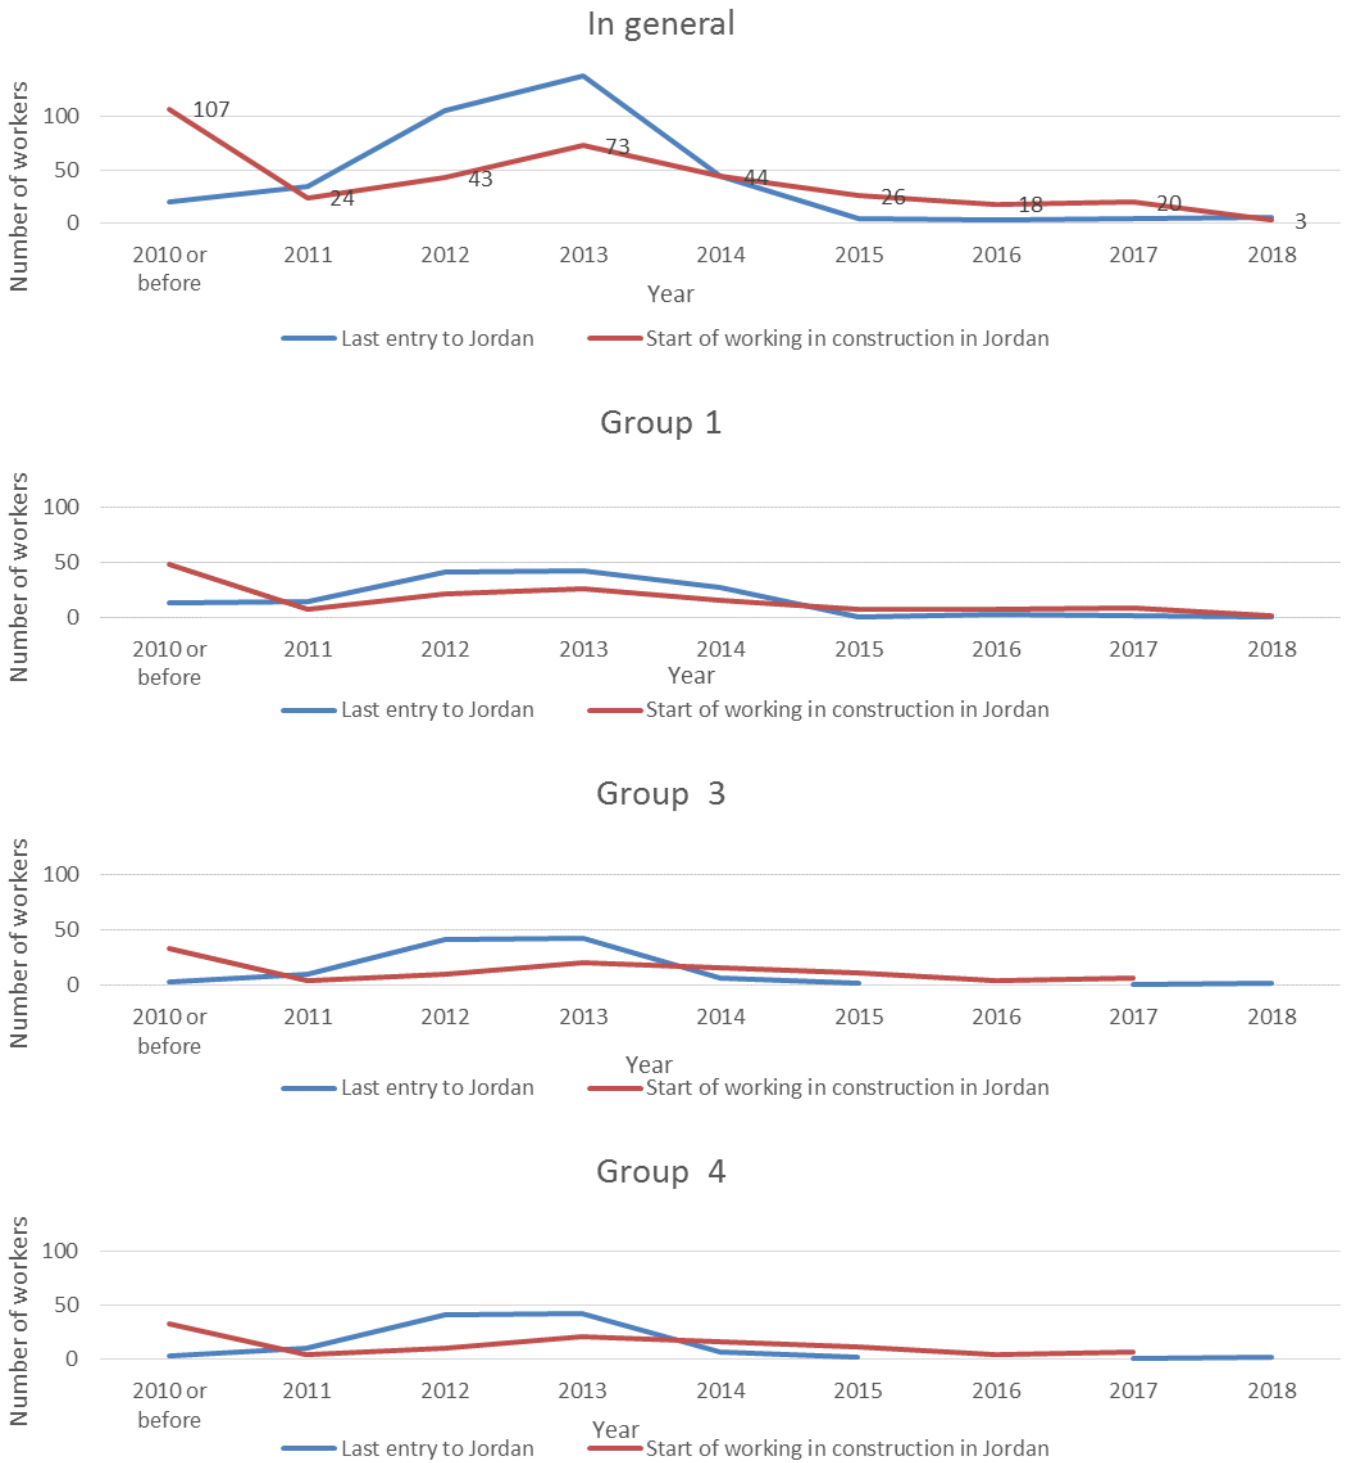 In general
Number of workers
100
50
0
107
24
43
73
44
26
18
20
3
2010 or before 2011 2012 2013 2014 2015 2016 2017 2018
Year
Last entry to Jordan Start of working in construction in Jordan
Group 1
Number of workers
100
50
0
2010 or before 2011 2012 2013 2014 2015 2016 2017 2018
Year
Last entry to Jordan Start of working in construction in Jordan
Group 3
Number of workers
100
50
0
2010 or before 2011 2012 2013 2014 2015 2016 2017 2018
Year
Last entry to Jordan Start of working in construction in Jordan
Group 4
Number of workers
100
50
0
2010 or before 2011 2012 2013 2014 2015 2016 2017 2018
Year
Last entry to Jordan Start of working in construction in Jordan